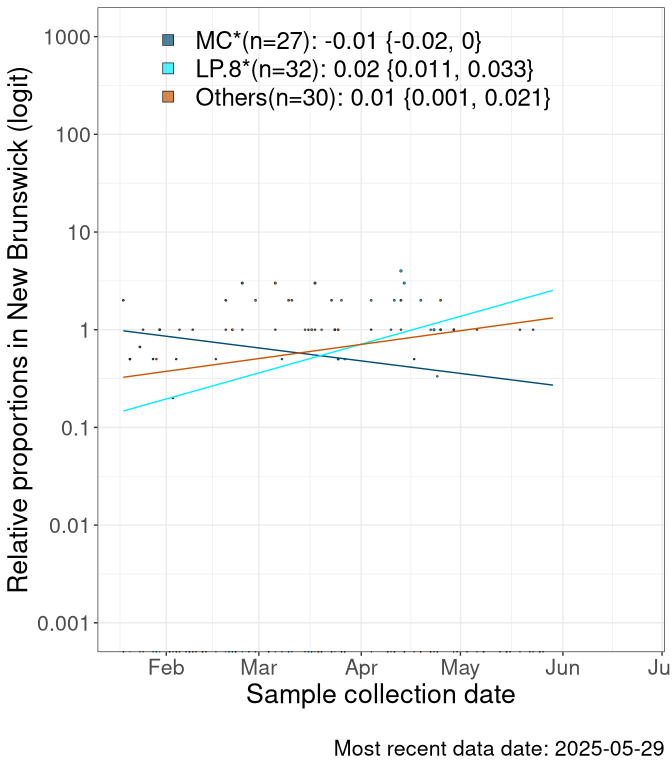 MC*(n=27): -0.01 {-0.02, 0}
LP.8*(n=32): 0.02 {0.011, 0.033}
Others(n=30): 0.01 {0.001, 0.021}
Relative proportions in New Brunswick (logit)
1000
100
10
1
0.1
0.01
0.001
Feb Mar Apr May Jun Ju
Sample collection date
Most recent data date: 2025-05-29